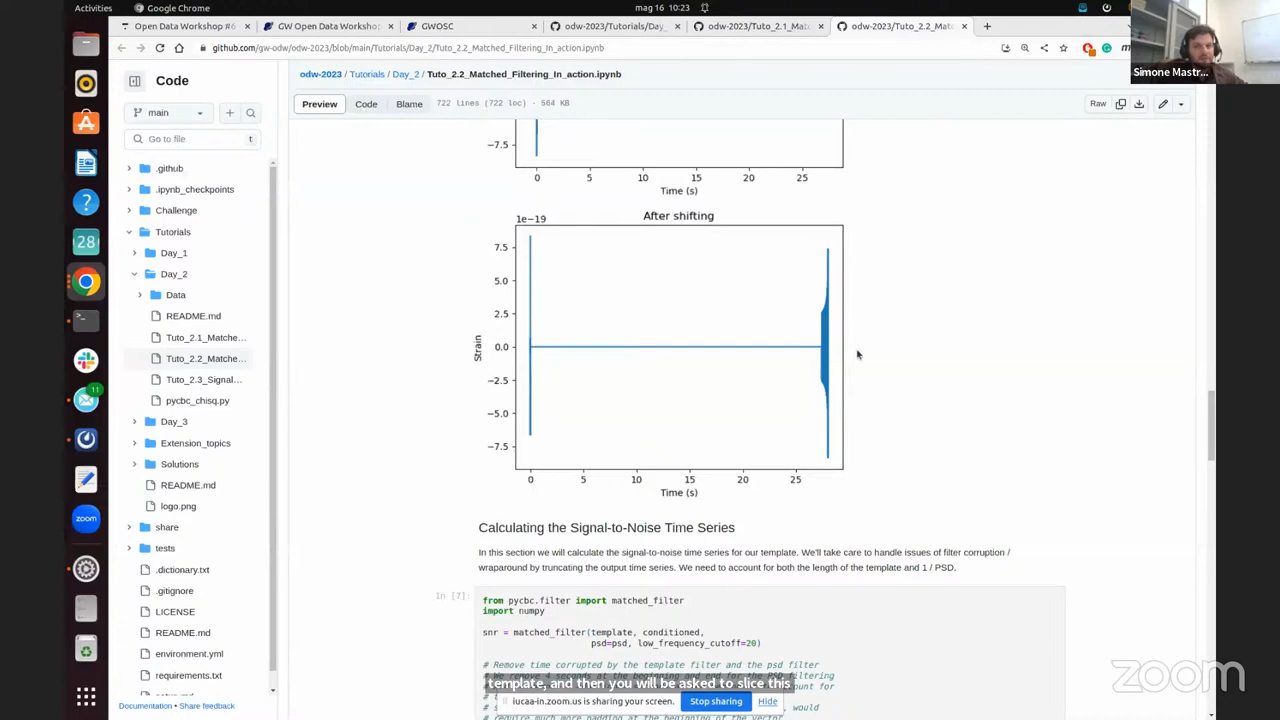 Activities
Google Chrome
mag 16 10:23
Open Data Workshop #6
GW Open Data Worksho
GWOSC
odw-2023/Tutorials/Day_
odw-2023/Tuto_2.1_Mat
odw-2023/Tuto_2.2_Mat
github.com/gw-odw/odw-2023/blob/main/Tutorials/Day_2/Tuto_2.2_Matched_Filtering_In_action.ipynb
Simone Mastr...
Code
odw-2023 / Tutorials / Day_2 / Tuto_2.2_Matched_Filtering_In_action.ipynb
main
Preview
Code
Blame
722 lines (722 loc) · 564 KB
Raw
Go to file
t
.github
.ipynb_checkpoints
Challenge
Tutorials
Day_1
Day_2
Data
README.md
Tuto_2.1_Matche...
Tuto_2.2_Matche...
Tuto_2.3_Signal...
pycbc_chisq.py
Day_3
Extension_topics
Solutions
README.md
logo.png
share
tests
.dictionary.txt
.gitignore
LICENSE
README.md
environment.yml
requirements.txt
Documentation • Share feedback
28
11
zoom
−7.5
0 5 10 15 20 25
Time (s)
After shifting
1e−19
7.5
5.0
2.5
0.0
−2.5
−5.0
−7.5
Strain
0 5 10 15 20 25
Time (s)
Calculating the Signal-to-Noise Time Series
In this section we will calculate the signal-to-noise time series for our template. We'll take care to handle issues of filter corruption /
wraparound by truncating the output time series. We need to account for both the length of the template and 1 / PSD.
In [7]:
from pycbc.filter import matched_filter
import numpy
snr = matched_filter(template, conditioned,
psd=psd, low_frequency_cutoff=20)
# Remove time corrupted by the template filter and the psd filter
template, and then you will be asked to slice this
iucaa-in.zoom.us is sharing your screen.
Stop sharing
Hide
zoom